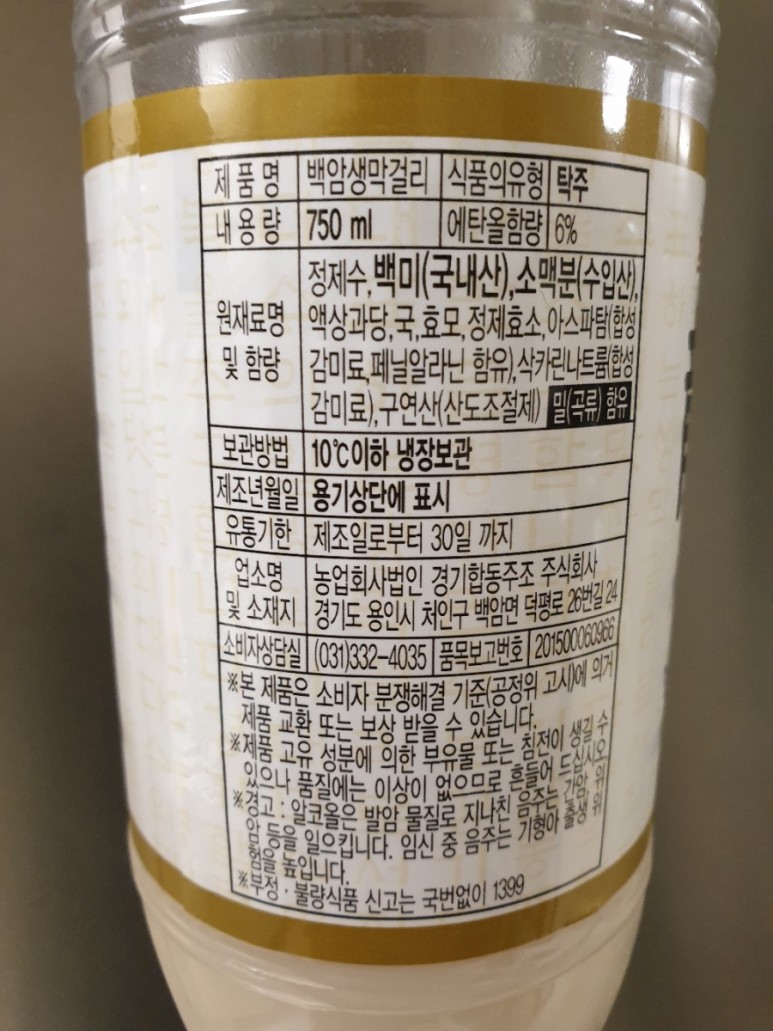 제품명 백암생막걸리 식품의유형 탁주
내용량 750 ml 에탄올함량 6%
원재료명 및 함량
정제수,백미(국내산),소맥분(수입산),
액상과당,국,효모,정제효소,아스파탐(합성
감미료,페닐알라닌 함유),삭카린나트륨(합성
감미료),구연산(산도조절제) 밀(곡류) 함유
보관방법 10℃이하 냉장보관
제조년월일 용기상단에 표시
유통기한 제조일로부터 30일 까지
업소명 농업회사법인 경기합동주조 주식회사
및 소재지 경기도 용인시 처인구 백암면 덕평로 26번길 24
소비자상담실 (031)332-4035 품목보고번호 201500060966
※본 제품은 소비자 분쟁해결 기준(공정위 고시)에 의거
제품 교환 또는 보상 받을 수 있습니다.
※제품 고유 성분에 의한 부유물 또는 침전이 생길 수
있으나 품질에는 이상이 없으므로 흔들어 드십시오
※경고 : 알코올은 발암 물질로 지나친 음주는 간암, 위
암 등을 일으킵니다. 임신 중 음주는 기형아 출생 위
험을 높입니다.
※부정·불량식품 신고는 국번없이 1399